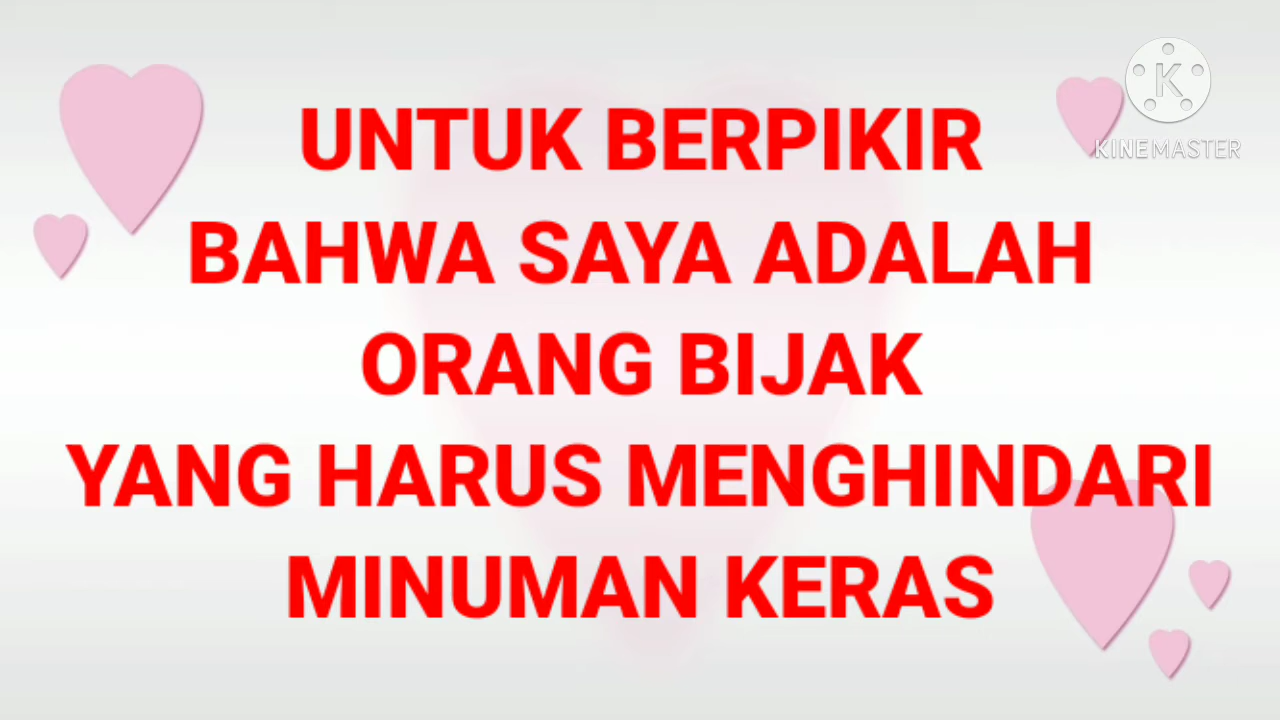 UNTUK BERPIKIR
BAHWA SAYA ADALAH
ORANG BIJAK
YANG HARUS MENGHINDARI
MINUMAN KERAS
K
KINEMASTER